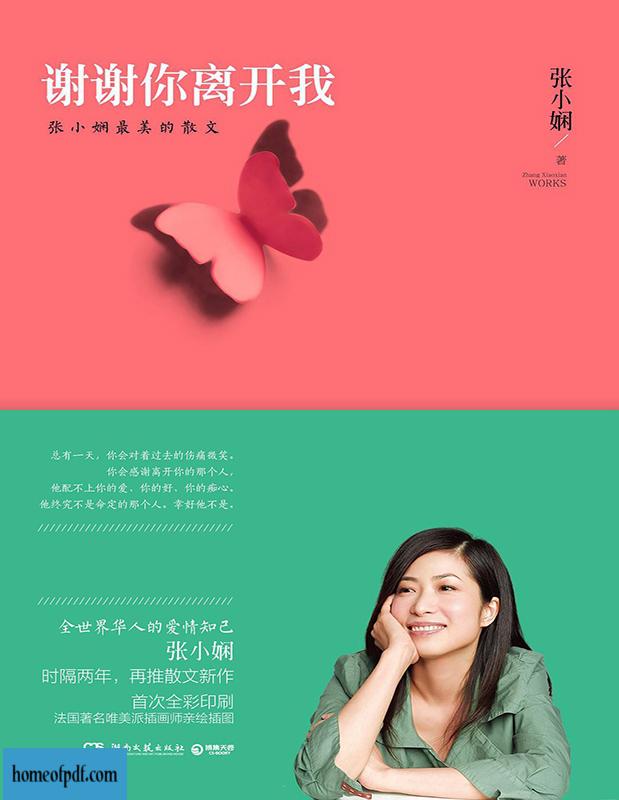 谢谢你离开我
张小娴最美的散文
张小娴
著
Zhang Xiaoxian
WORKS
总有一天，你会对着过去的伤痛微笑。
你会感谢离开你的那个人，
他配不上你的爱、你的好、你的痴心。
他终究不是命定的那个人。幸好他不是。
全世界华人的爱情知己
张小娴
时隔两年，再推散文新作
首次全彩印刷
法国著名唯美派插画师亲绘插图
湖南文艺出版社
博集天卷
CS-BOOKY
homeofpdf.com